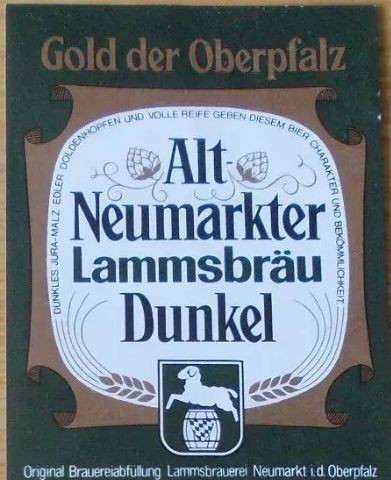 Gold der Oberpfalz
DUNKLES JURA-MALZ EDLER DOLDENHOPFEN UND VOLLE REIFE GEBEN DIESEM BIER CHARAKTER UND BEKÖMMLICHKEIT
Alt-
Neumarkter
Lammsbräu
Dunkel
Original Brauereiabfüllung Lammsbrauerei Neumarkt i.d. Oberpfalz